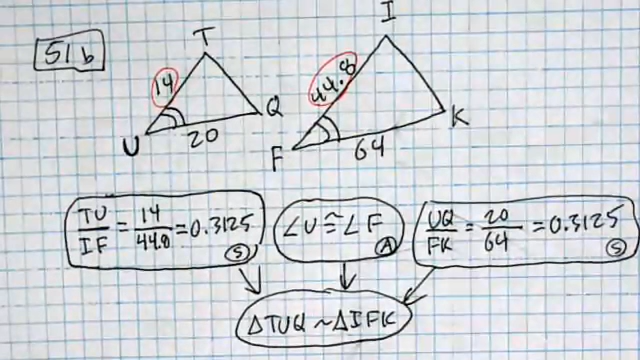 51b
T
I
14
44.8
U
20
Q
F
64
K
TU/IF = 14/44.8 = 0.3125
S
∠U ≅ ∠F
A
UQ/FK = 20/64 = 0.3125
S
ΔTUQ ~ ΔIFK